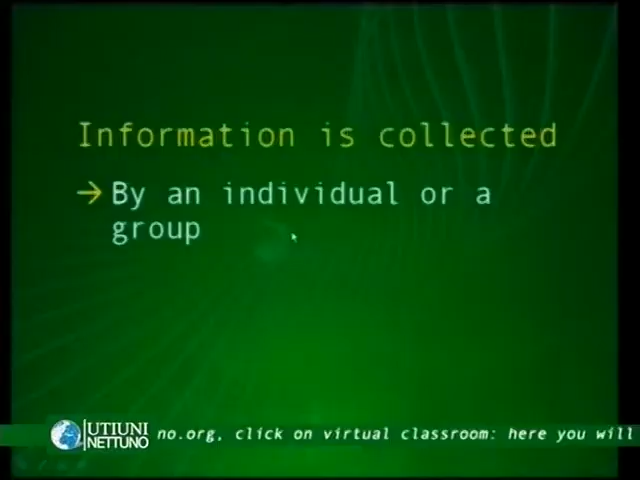 Information is collected
→ By an individual or a
group
UTIUNI
NETTUNO
no.org, click on virtual classroom: here you will